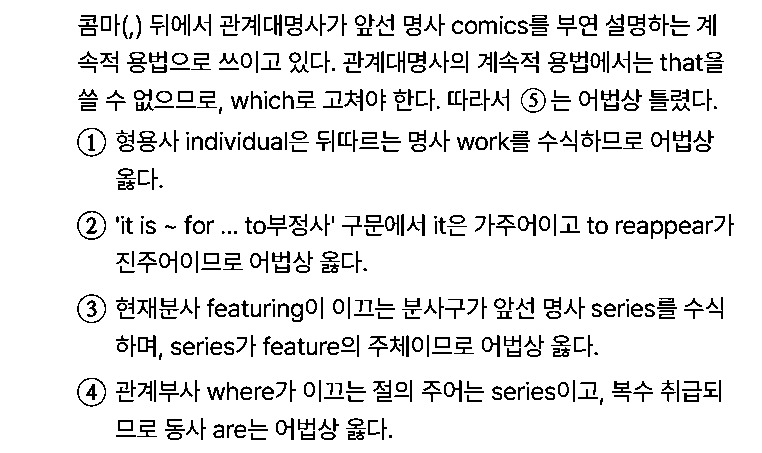 콤마(,) 뒤에서 관계대명사가 앞선 명사 comics를 부연 설명하는 계
속적 용법으로 쓰이고 있다. 관계대명사의 계속적 용법에서는 that을
쓸 수 없으므로, which로 고쳐야 한다. 따라서 ⑤는 어법상 틀렸다.
① 형용사 individual은 뒤따르는 명사 work를 수식하므로 어법상
옳다.
② 'it is ~ for ... to부정사' 구문에서 it은 가주어이고 to reappear가
진주어이므로 어법상 옳다.
③ 현재분사 featuring이 이끄는 분사구가 앞선 명사 series를 수식
하며, series가 feature의 주체이므로 어법상 옳다.
④ 관계부사 where가 이끄는 절의 주어는 series이고, 복수 취급되
므로 동사 are는 어법상 옳다.